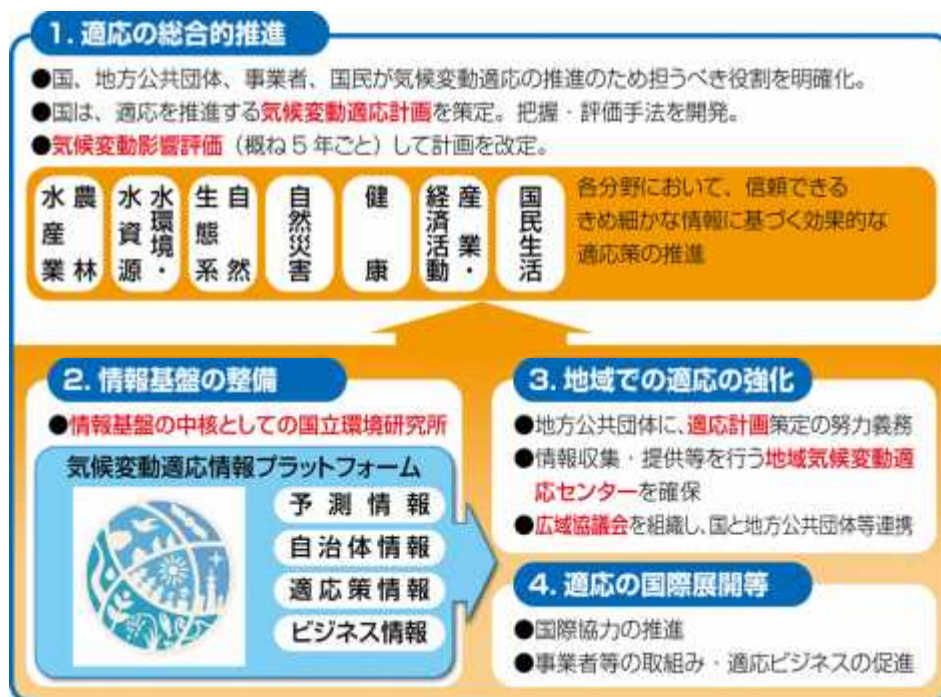 1. 適応の総合的推進
●国、地方公共団体、事業者、国民が気候変動適応の推進のため担うべき役割を明確化。
●国は、適応を推進する気候変動適応計画を策定。把握・評価手法を開発。
●気候変動影響評価（概ね5年ごと）して計画を改定。
農林水産業
水環境・水資源
自然生態系
自然災害
健康
産業・経済活動
国民生活
各分野において、信頼できる
きめ細かな情報に基づく効果的な
適応策の推進
2. 情報基盤の整備
●情報基盤の中核としての国立環境研究所
気候変動適応情報プラットフォーム
予測情報
自治体情報
適応策情報
ビジネス情報
3. 地域での適応の強化
●地方公共団体に、適応計画策定の努力義務
●情報収集・提供等を行う地域気候変動適
応センターを確保
●広域協議会を組織し、国と地方公共団体等連携
4. 適応の国際展開等
●国際協力の推進
●事業者等の取組み・適応ビジネスの促進